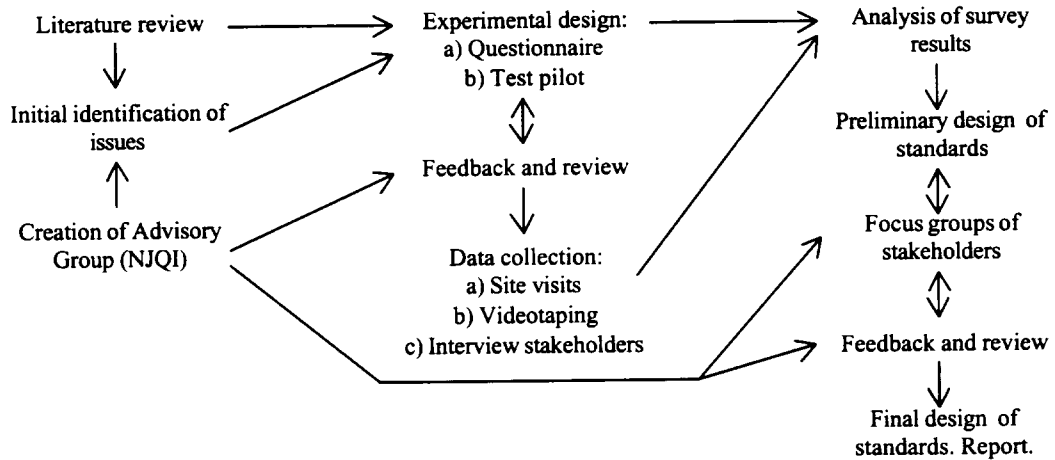 Literature review
Initial identification of
issues
Creation of Advisory
Group (NJQI)
Experimental design:
a) Questionnaire
b) Test pilot
Feedback and review
Data collection:
a) Site visits
b) Videotaping
c) Interview stakeholders
Analysis of survey
results
Preliminary design of
standards
Focus groups of
stakeholders
Feedback and review
Final design of
standards. Report.